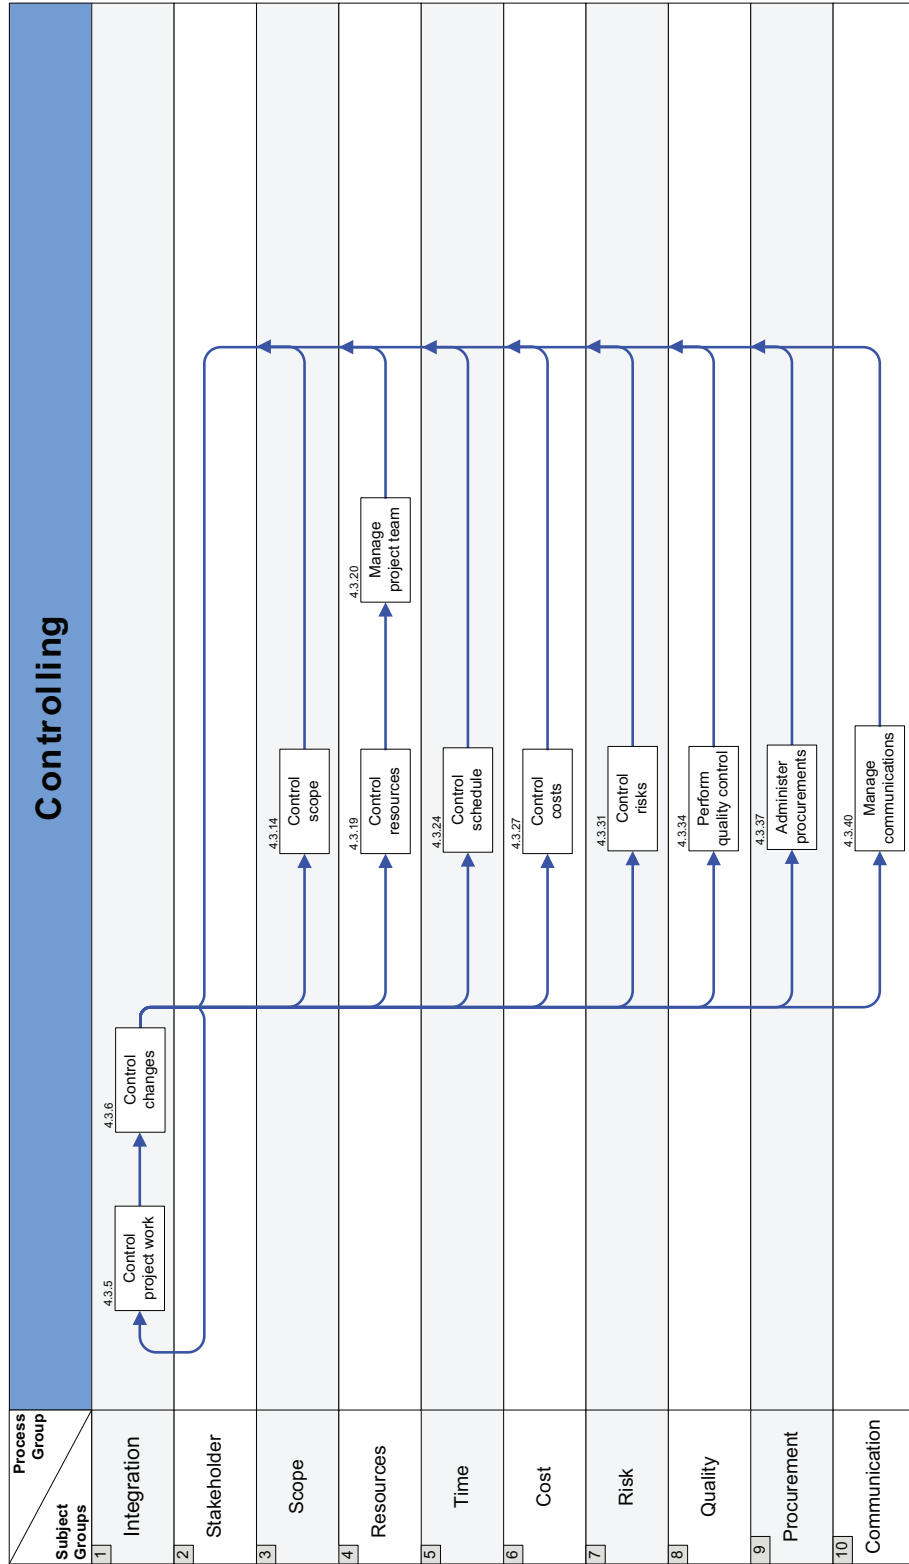 Process
Group
Subject
Groups
Controlling
1
Integration
4.3.5
Control
project work
4.3.6
Control
changes
2
Stakeholder
3
Scope
4.3.14
Control
scope
4
Resources
4.3.19
Control
resources
4.3.20
Manage
project team
5
Time
4.3.24
Control
schedule
6
Cost
4.3.27
Control
costs
7
Risk
4.3.31
Control
risks
8
Quality
4.3.34
Perform
quality control
9
Procurement
4.3.37
Administer
procurements
10
Communication
4.3.40
Manage
communications